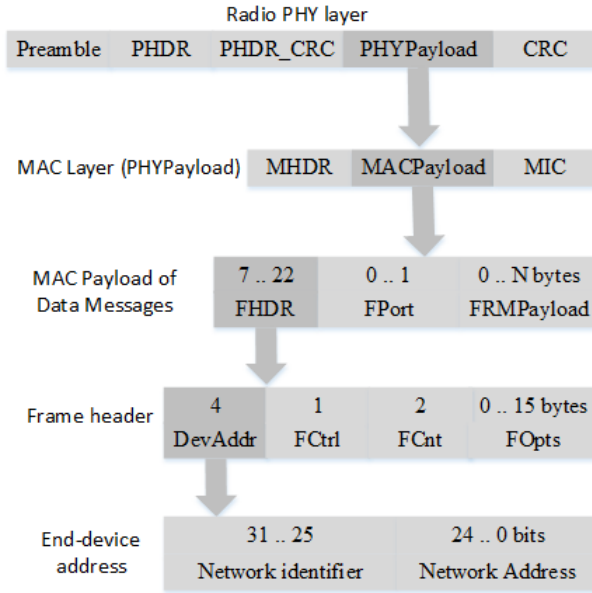 Radio PHY layer
Preamble PHDR PHDR_CRC PHYPayload CRC
MAC Layer (PHYPayload) MHDR MACPayload MIC
MAC Payload of
Data Messages
7 .. 22 0 .. 1 0 .. N bytes
FHDR FPort FRMPayload
Frame header
4 1 2 0 .. 15 bytes
DevAddr FCtrl FCnt FOpts
End-device
address
31 .. 25 24 .. 0 bits
Network identifier Network Address